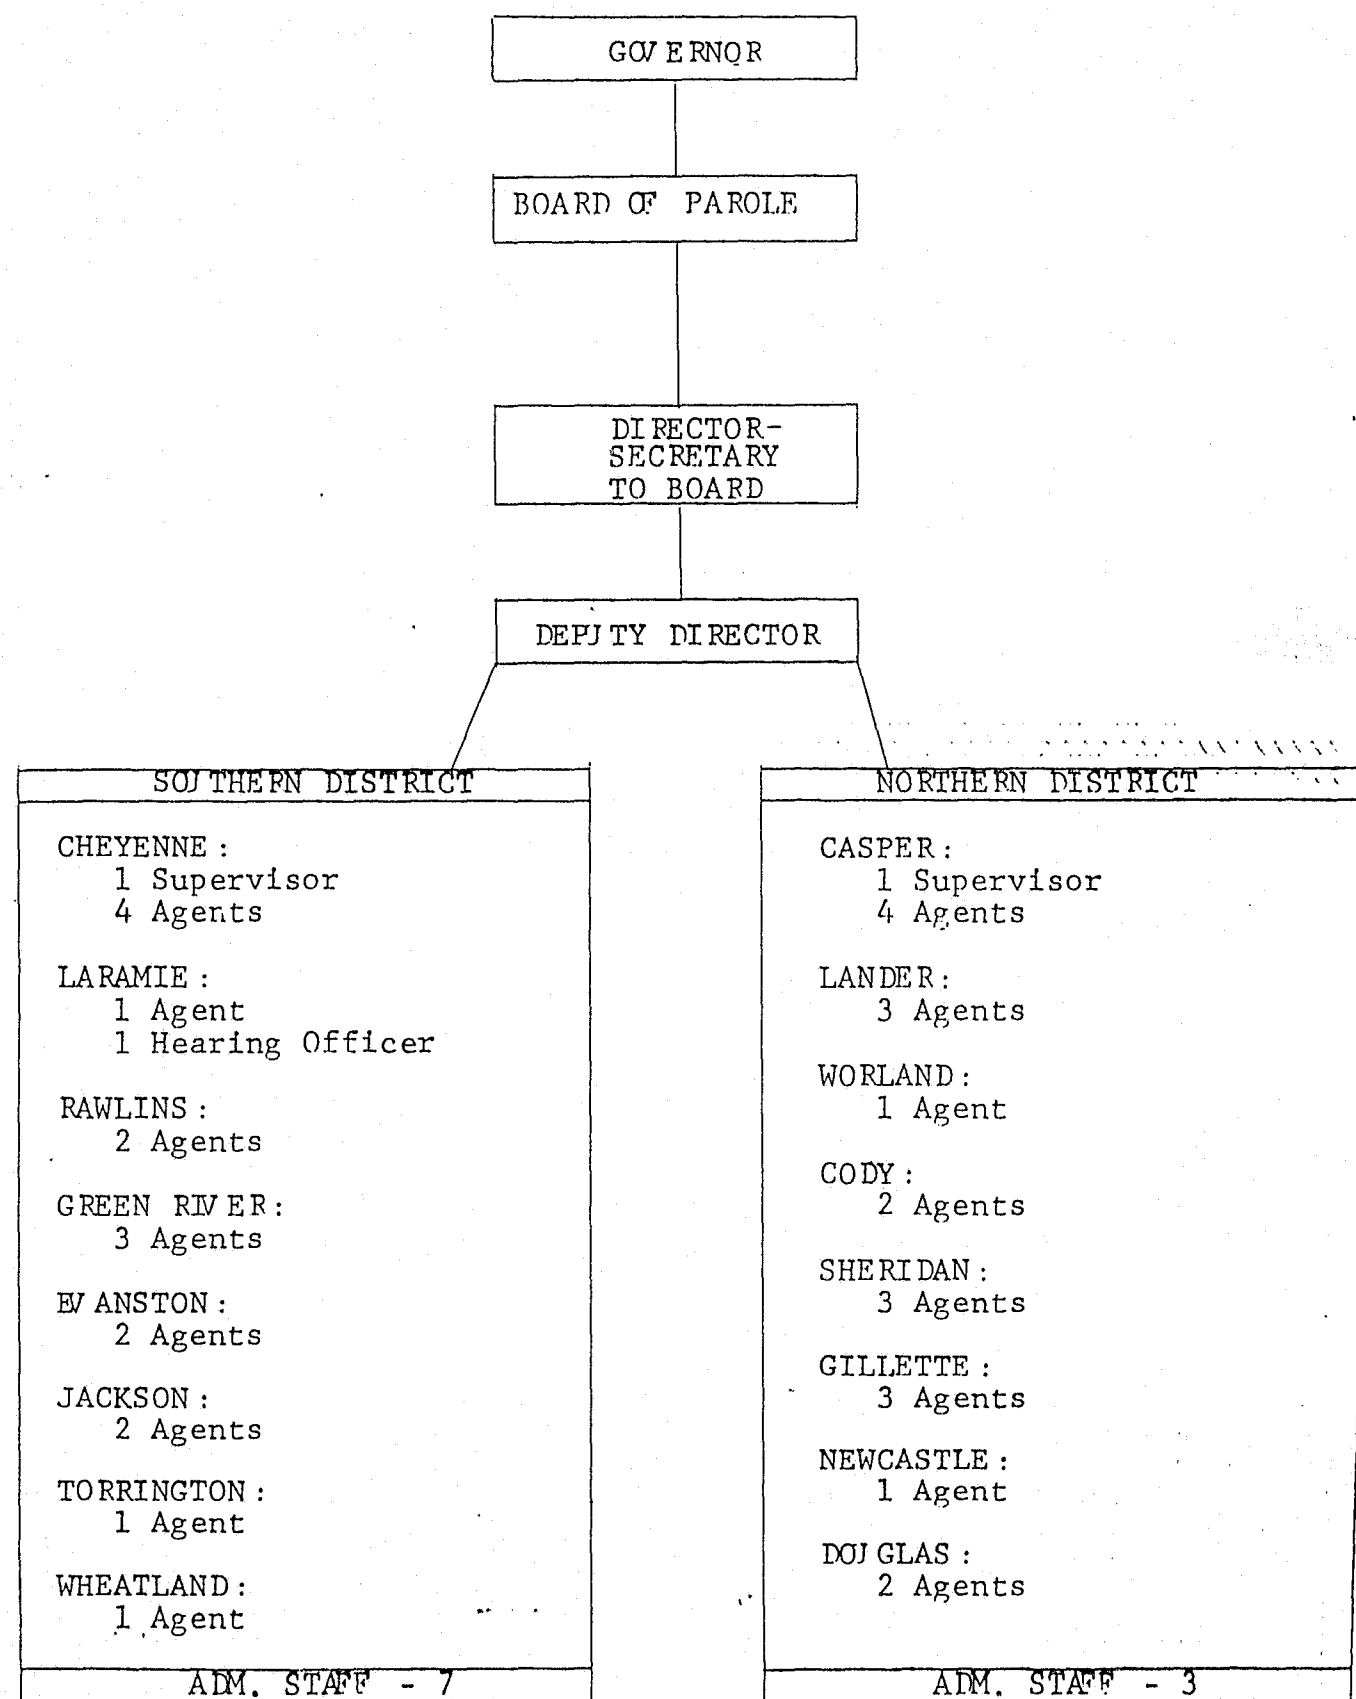 GOVERNOR
BOARD OF PAROLE
DIRECTOR-
SECRETARY
TO BOARD
DEPUTY DIRECTOR
SOUTHERN DISTRICT
CHEYENNE:
1 Supervisor
4 Agents
LARAMIE:
1 Agent
1 Hearing Officer
RAWLINS:
2 Agents
GREEN RIVER:
3 Agents
EVANSTON:
2 Agents
JACKSON:
2 Agents
TORRINGTON:
1 Agent
WHEATLAND:
1 Agent
ADM. STAFF - 7
NORTHERN DISTRICT
CASPER:
1 Supervisor
4 Agents
LANDER:
3 Agents
WORLAND:
1 Agent
CODY:
2 Agents
SHERIDAN:
3 Agents
GILLETTE:
3 Agents
NEWCASTLE:
1 Agent
DOUGLAS:
2 Agents
ADM. STAFF - 3